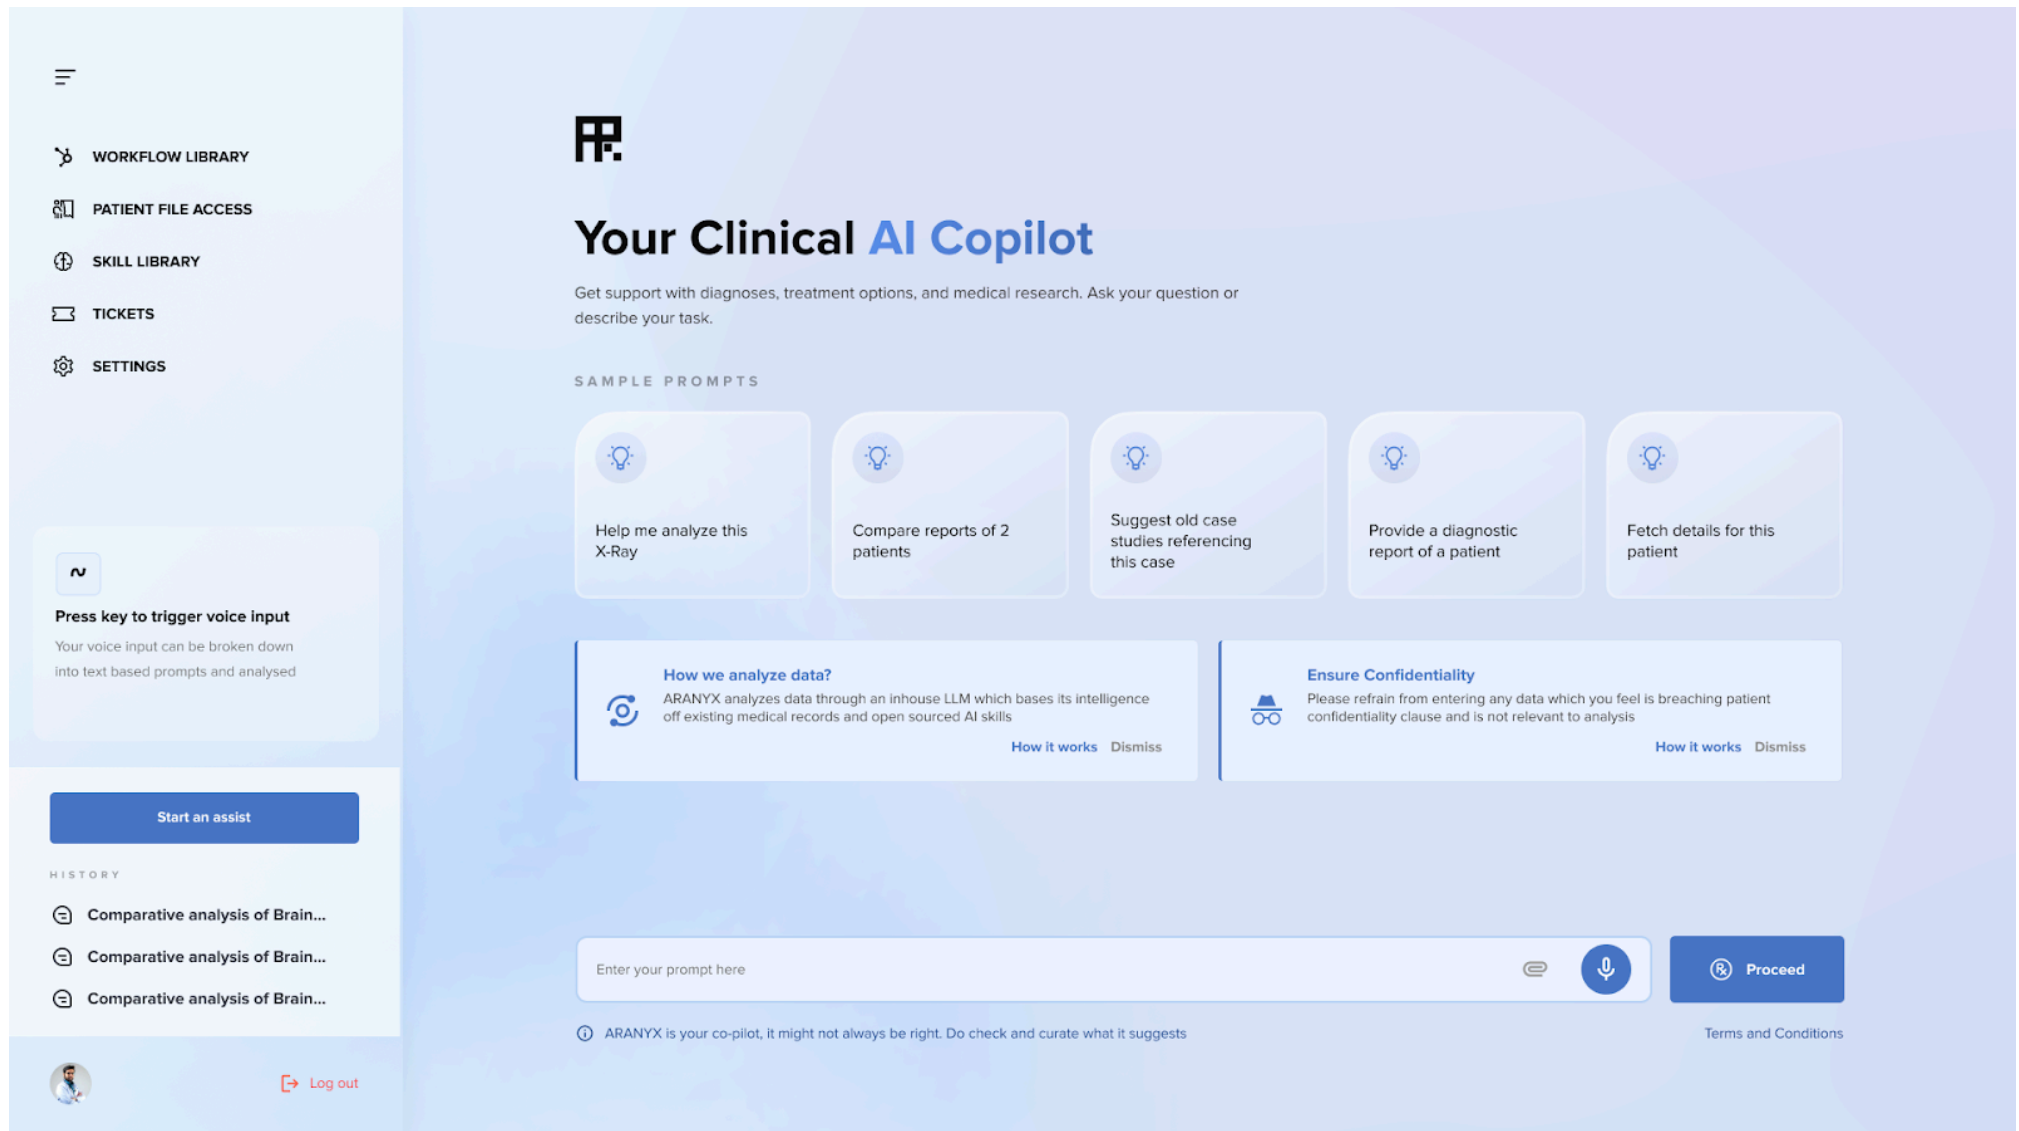 WORKFLOW LIBRARY
PATIENT FILE ACCESS
SKILL LIBRARY
TICKETS
SETTINGS
Press key to trigger voice input
Your voice input can be broken down
into text based prompts and analysed
Start an assist
HISTORY
Comparative analysis of Brain...
Comparative analysis of Brain...
Comparative analysis of Brain...
Log out
Your Clinical AI Copilot
Get support with diagnoses, treatment options, and medical research. Ask your question or
describe your task.
SAMPLE PROMPTS
Help me analyze this
X-Ray
Compare reports of 2
patients
Suggest old case
studies referencing
this case
Provide a diagnostic
report of a patient
Fetch details for this
patient
How we analyze data?
ARANYX analyzes data through an inhouse LLM which bases its intelligence
off existing medical records and open sourced AI skills
How it works Dismiss
Ensure Confidentiality
Please refrain from entering any data which you feel is breaching patient
confidentiality clause and is not relevant to analysis
How it works Dismiss
Enter your prompt here
Proceed
ARANYX is your co-pilot, it might not always be right. Do check and curate what it suggests
Terms and Conditions